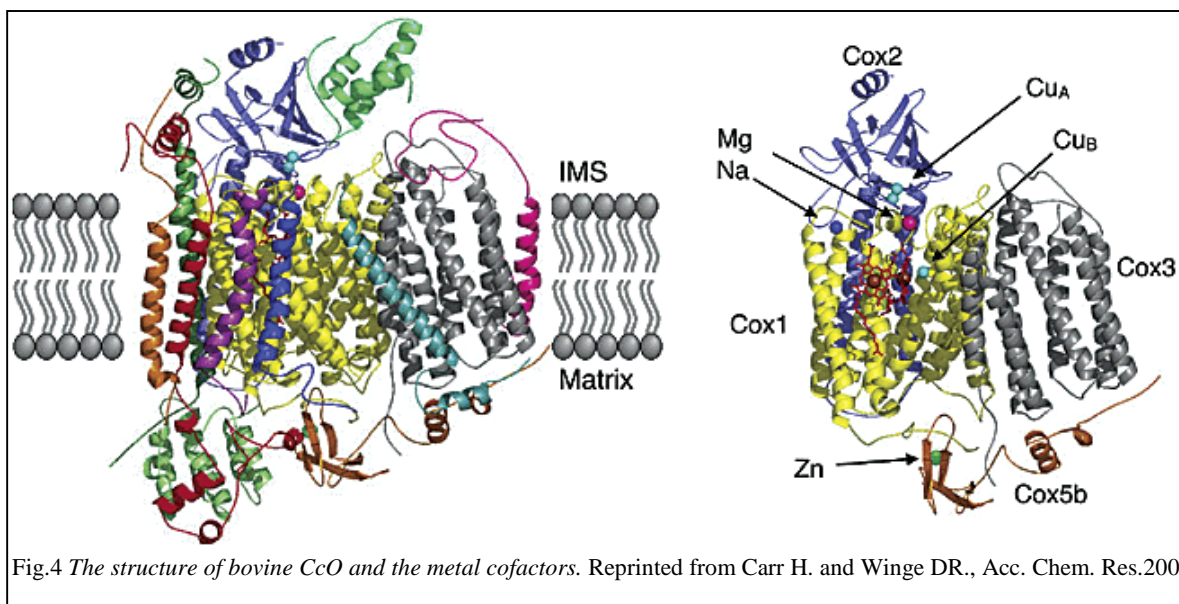 Cox2
CuA
Mg
CuB
Na
IMS
Cox3
Cox1
Matrix
Zn
Cox5b
Fig.4 The structure of bovine CcO and the metal cofactors. Reprinted from Carr H. and Winge DR., Acc. Chem. Res.200